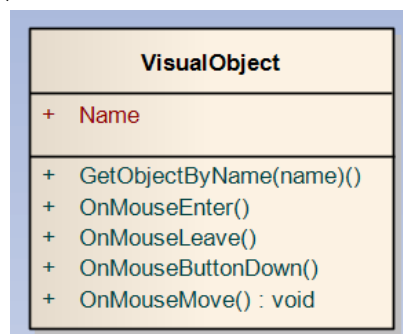 VisualObject
+ Name
+ GetObjectByName(name)()
+ OnMouseEnter()
+ OnMouseLeave()
+ OnMouseButtonDown()
+ OnMouseMove() : void